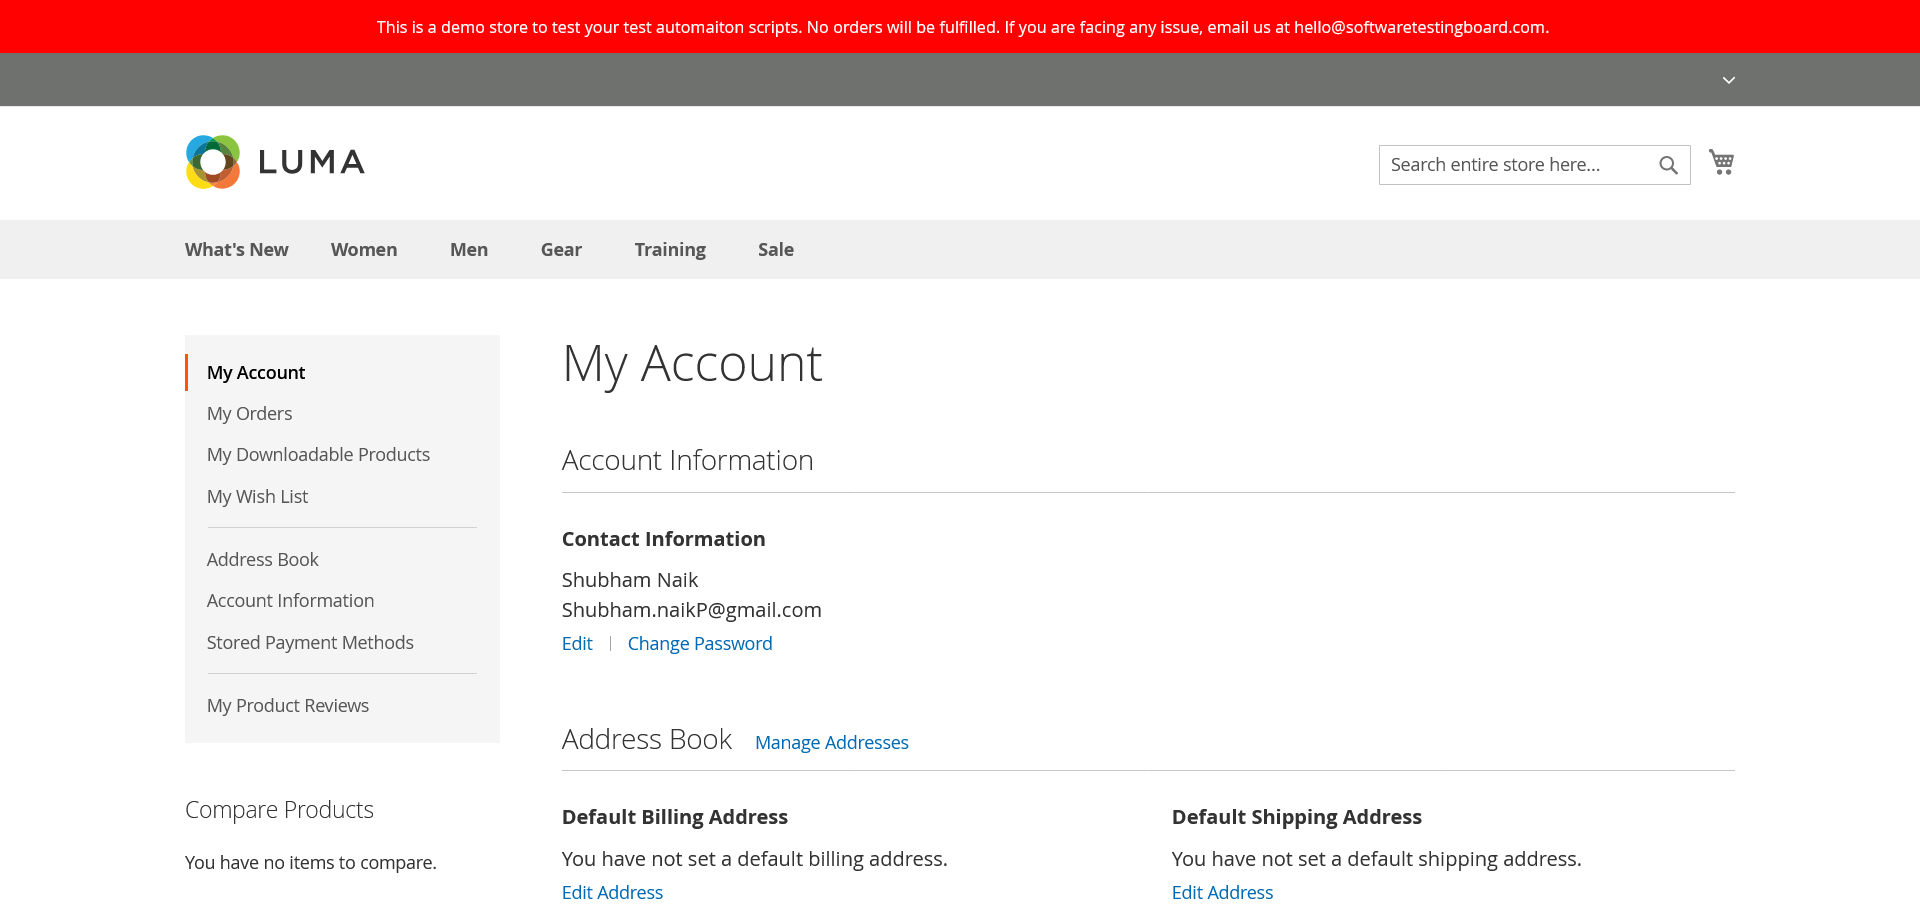 This is a demo store to test your test automaiton scripts. No orders will be fulfilled. If you are facing any issue, email us at hello@softwaretestingboard.com.
LUMA
Search entire store here...
What's New Women Men Gear Training Sale
My Account
My Orders
My Downloadable Products
My Wish List
Address Book
Account Information
Stored Payment Methods
My Product Reviews
Compare Products
You have no items to compare.
My Account
Account Information
Contact Information
Shubham Naik
Shubham.naikP@gmail.com
Edit | Change Password
Address Book Manage Addresses
Default Billing Address
You have not set a default billing address.
Edit Address
Default Shipping Address
You have not set a default shipping address.
Edit Address